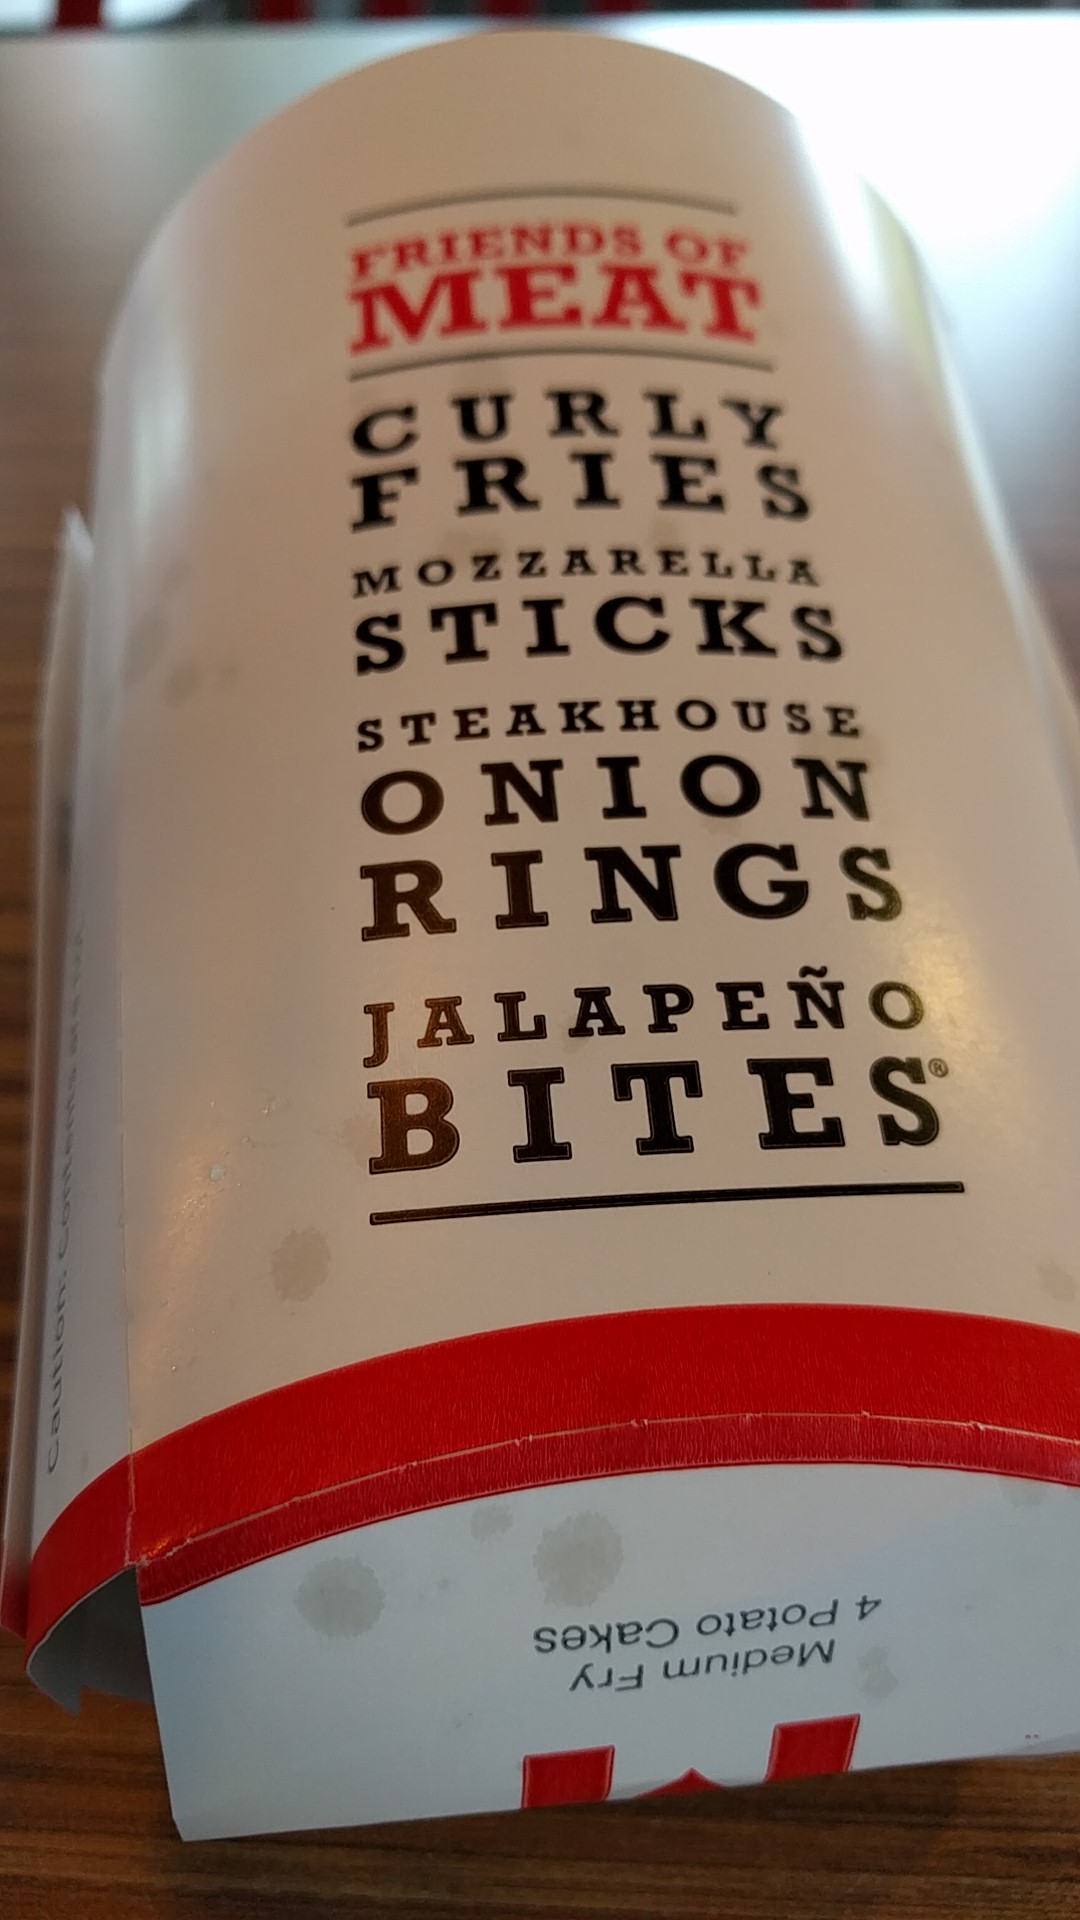 FRIENDS OF
MEAT
CURLY
FRIES
MOZZARELLA
STICKS
STEAKHOUSE
ONION
RINGS
JALAPEÑO
BITES®
Caution: Contents are
Medium Fry
4 Potato Cakes